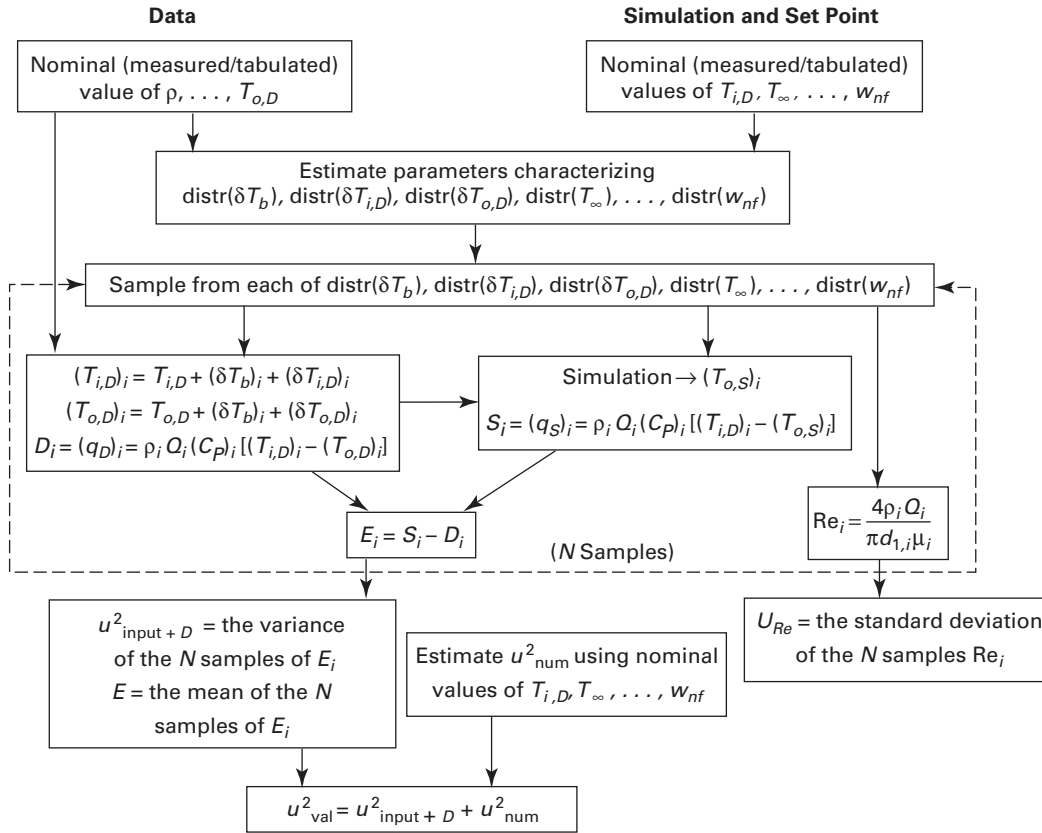 Data
Simulation and Set Point
Nominal (measured/tabulated)
value of ρ, . . . , T_{o,D}
Nominal (measured/tabulated)
values of T_{i,D}, T_∞, . . . , w_{nf}
Estimate parameters characterizing
distr(δT_b), distr(δT_{i,D}), distr(δT_{o,D}), distr(T_∞), . . . , distr(w_{nf})
Sample from each of distr(δT_b), distr(δT_{i,D}), distr(δT_{o,D}), distr(T_∞), . . . , distr(w_{nf})
(T_{i,D})_i = T_{i,D} + (δT_b)_i + (δT_{i,D})_i
(T_{o,D})_i = T_{o,D} + (δT_b)_i + (δT_{o,D})_i
D_i = (q_D)_i = ρ_i Q_i (C_P)_i [(T_{i,D})_i – (T_{o,D})_i]
Simulation → (T_{o,S})_i
S_i = (q_S)_i = ρ_i Q_i (C_P)_i [(T_{i,D})_i – (T_{o,S})_i]
E_i = S_i – D_i
(N Samples)
Re_i = \frac{4ρ_i Q_i}{πd_{1,i}μ_i}
u²_{input + D} = the variance
of the N samples of E_i
E = the mean of the N
samples of E_i
Estimate u²_{num} using nominal
values of T_{i,D}, T_∞, . . . , w_{nf}
U_{Re} = the standard deviation
of the N samples Re_i
u²_{val} = u²_{input + D} + u²_{num}